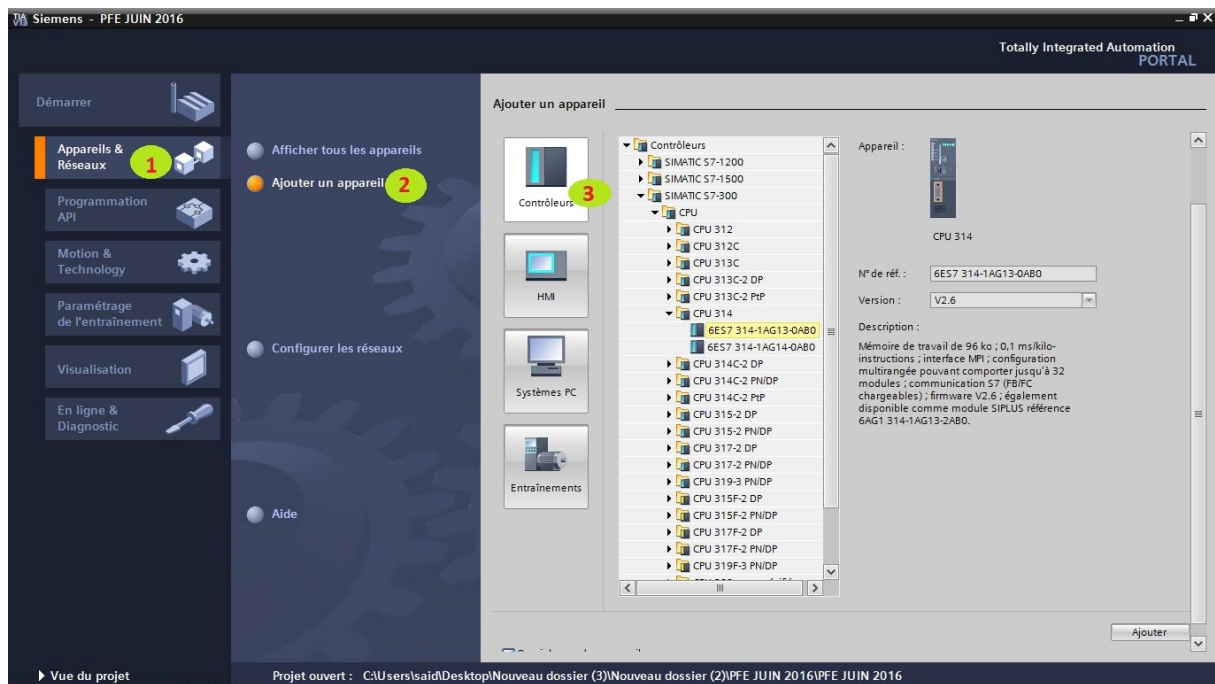 Siemens - PFE JUIN 2016
Totally Integrated Automation
PORTAL
Démarrer
Appareils &
Réseaux
1
Programmation
API
Motion &
Technology
Paramétrage
de l'entraînement
Visualisation
En ligne &
Diagnostic
Vue du projet
Afficher tous les appareils
Ajouter un appareil
2
Configurer les réseaux
Aide
Ajouter un appareil
Contrôleurs
3
HMI
Systèmes PC
Entraînements
Contrôleurs
SIMATIC S7-1200
SIMATIC S7-1500
SIMATIC S7-300
CPU
CPU 312
CPU 312C
CPU 313C
CPU 313C-2 DP
CPU 313C-2 PtP
CPU 314
6ES7 314-1AG13-0AB0
6ES7 314-1AG14-0AB0
CPU 314C-2 DP
CPU 314C-2 PN/DP
CPU 314C-2 PtP
CPU 315-2 DP
CPU 315-2 PN/DP
CPU 317-2 DP
CPU 317-2 PN/DP
CPU 319-3 PN/DP
CPU 315F-2 DP
CPU 315F-2 PN/DP
CPU 317F-2 DP
CPU 317F-2 PN/DP
CPU 319F-3 PN/DP
Appareil :
CPU 314
N° de réf. : 6ES7 314-1AG13-0AB0
Version : V2.6
Description :
Mémoire de travail de 96 ko ; 0,1 ms/kilo-
instructions ; interface MPI ; configuration
multirangée pouvant comporter jusqu'à 32
modules ; communication S7 (FB/FC
chargeables) ; firmware V2.6 ; également
disponible comme module SIPLUS référence
6AG1 314-1AG13-2AB0.
Ajouter
Projet ouvert : C:\Users\said\Desktop\Nouveau dossier (3)\Nouveau dossier (2)\PFE JUIN 2016\PFE JUIN 2016